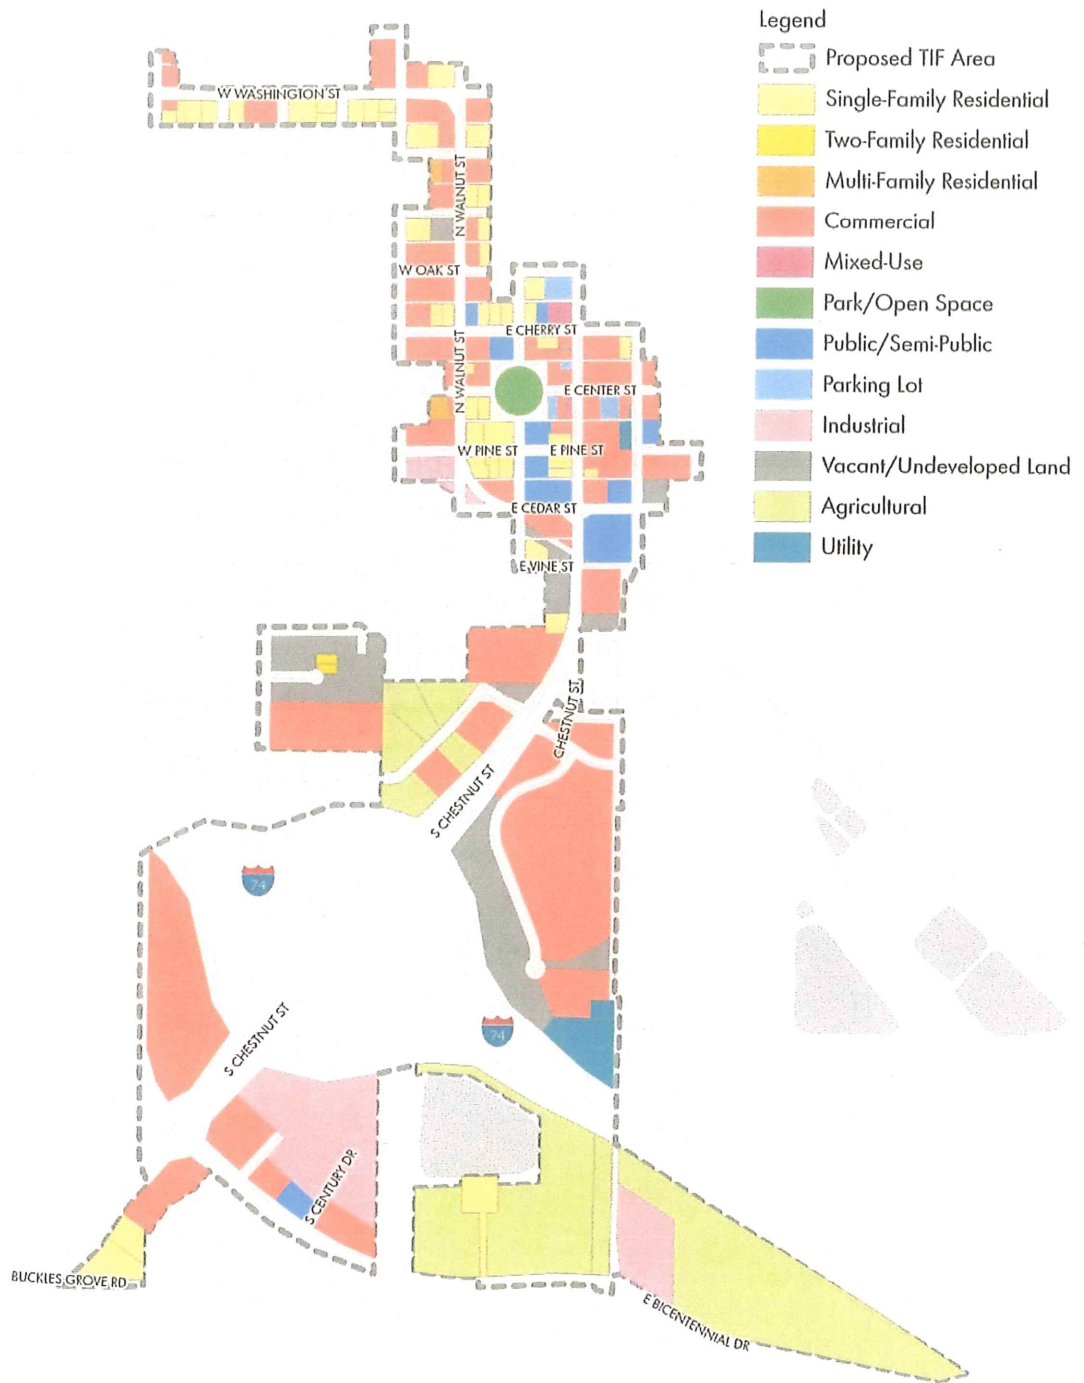 Legend
Proposed TIF Area
Single-Family Residential
Two-Family Residential
Multi-Family Residential
Commercial
Mixed-Use
Park/Open Space
Public/Semi-Public
Parking Lot
Industrial
Vacant/Undeveloped Land
Agricultural
Utility
W WASHINGTON ST
N WALNUT ST
W OAK ST
E CHERRY ST
N WALNUT ST
E CENTER ST
W PINE ST
E PINE ST
E CEDAR ST
E VINE ST
CHESTNUT ST
S CHESTNUT ST
74
S CHESTNUT ST
74
S CENTURY DR
BUCKLES GROVE RD
E BICENTENNIAL DR